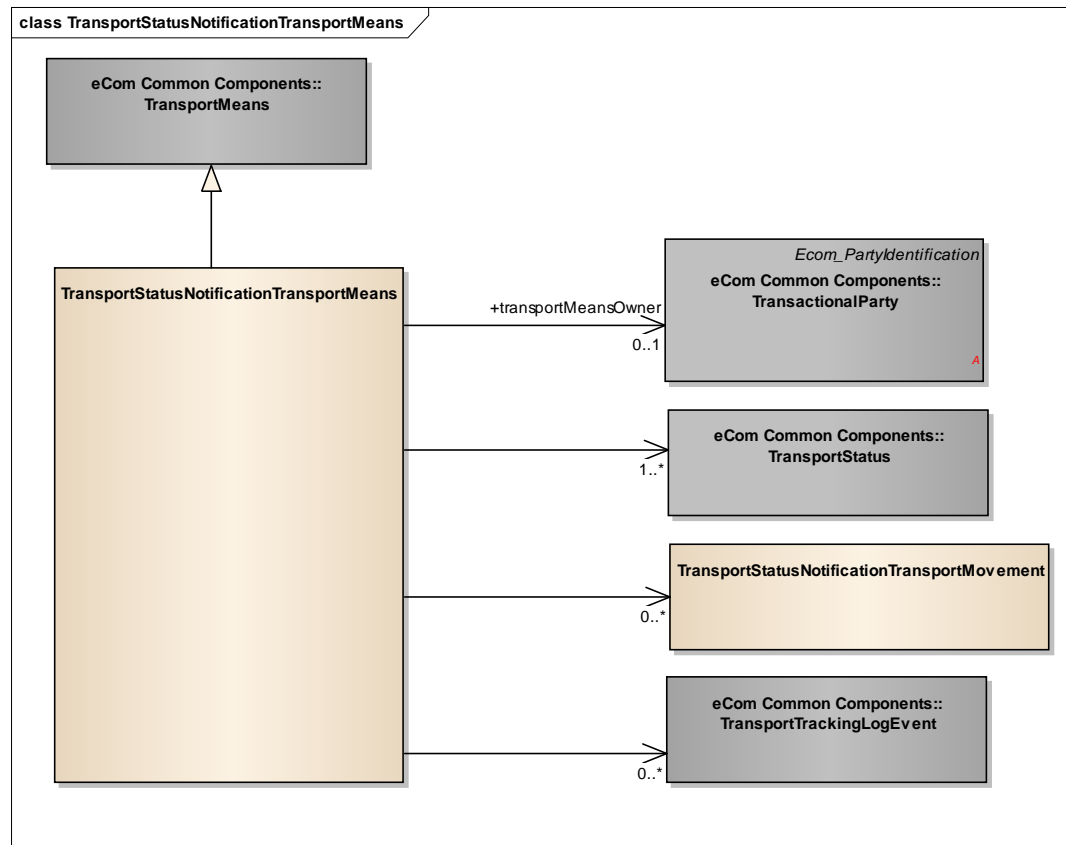 class TransportStatusNotificationTransportMeans
eCom Common Components::
TransportMeans
TransportStatusNotificationTransportMeans
+transportMeansOwner
0..1
Ecom_PartyIdentification
eCom Common Components::
TransactionalParty
A
1..*
eCom Common Components::
TransportStatus
0..*
TransportStatusNotificationTransportMovement
0..*
eCom Common Components::
TransportTrackingLogEvent